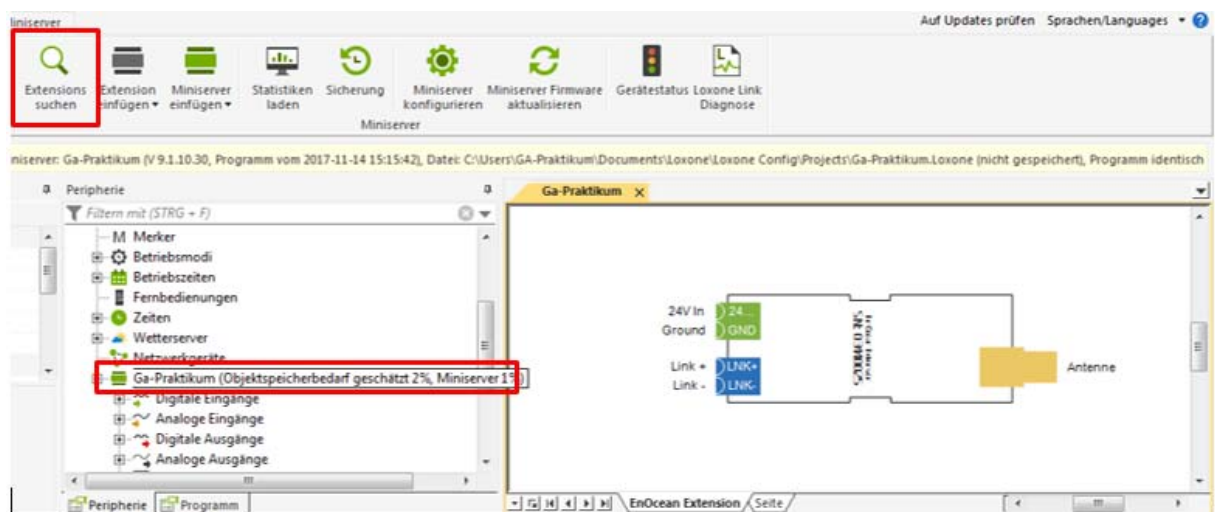 liniserver
Auf Updates prüfen Sprachen/Languages
Extensions suchen
Extension einfügen
Miniserver einfügen
Statistiken laden
Sicherung
Miniserver konfigurieren
Miniserver Firmware aktualisieren
Gerätestatus
Loxone Link Diagnose
Miniserver
niserver: Ga-Praktikum (V 9.1.10.30, Programm vom 2017-11-14 15:15:42), Datei: C:\Users\GA-Praktikum\Documents\Loxone\Loxone Config\Projects\Ga-Praktikum.Loxone (nicht gespeichert), Programm identisch
Peripherie
Filtern mit (STRG + F)
M Merker
Betriebsmodi
Betriebszeiten
Fernbedienungen
Zeiten
Wetterserver
Netzwerkgeräte
Ga-Praktikum (Objektspeicherbedarf geschätzt 2%, Miniserver 1%)
Digitale Eingänge
Analoge Eingänge
Digitale Ausgänge
Analoge Ausgänge
Peripherie Programm
Ga-Praktikum x
24V In 24...
Ground GND
Link + LNK+
Link - LNK-
Antenne
EnOcean Extension Seite